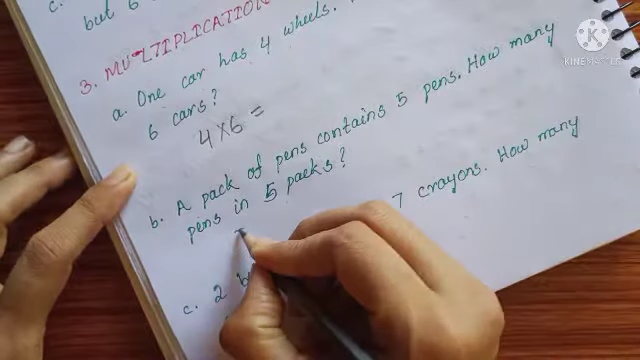 c.
but 6
3. MULTIPLICATION
a. One car has 4 wheels.
6 cars?
4×6=
b. A pack of pens contains 5 pens. How many
pens in 5 packs?
c. 2 7 crayons. How many
KINEMASTER